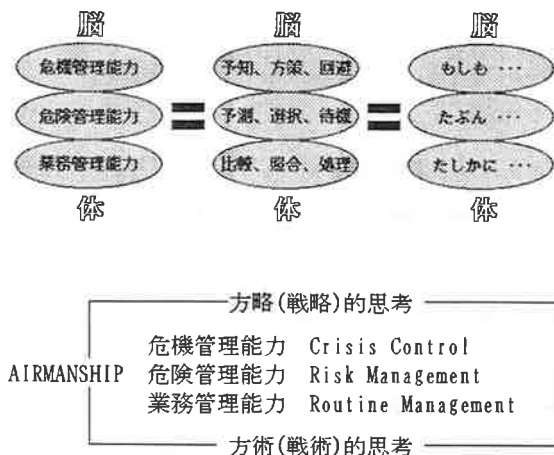 脳 脳 脳
危機管理能力 予知、方策、回避 もしも ・・・
危険管理能力 = 予測、選択、待機 = たぶん ・・・
業務管理能力 比較、照合、処理 たしかに ・・・
体 体 体
方略(戦略)的思考
危機管理能力 Crisis Control
AIRMANSHIP 危険管理能力 Risk Management
業務管理能力 Routine Management
方術(戦術)的思考